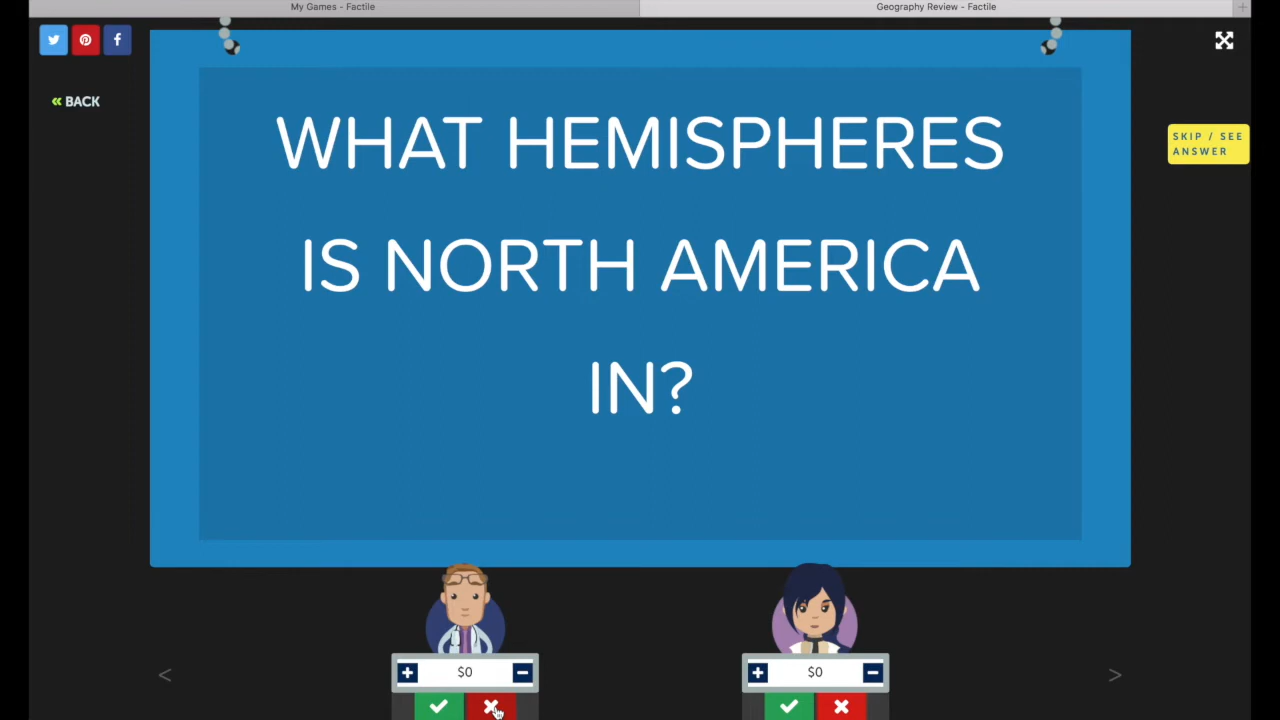 My Games - Factile
Geography Review - Factile
« BACK
SKIP / SEE
ANSWER
WHAT HEMISPHERES
IS NORTH AMERICA
IN?
$0
$0